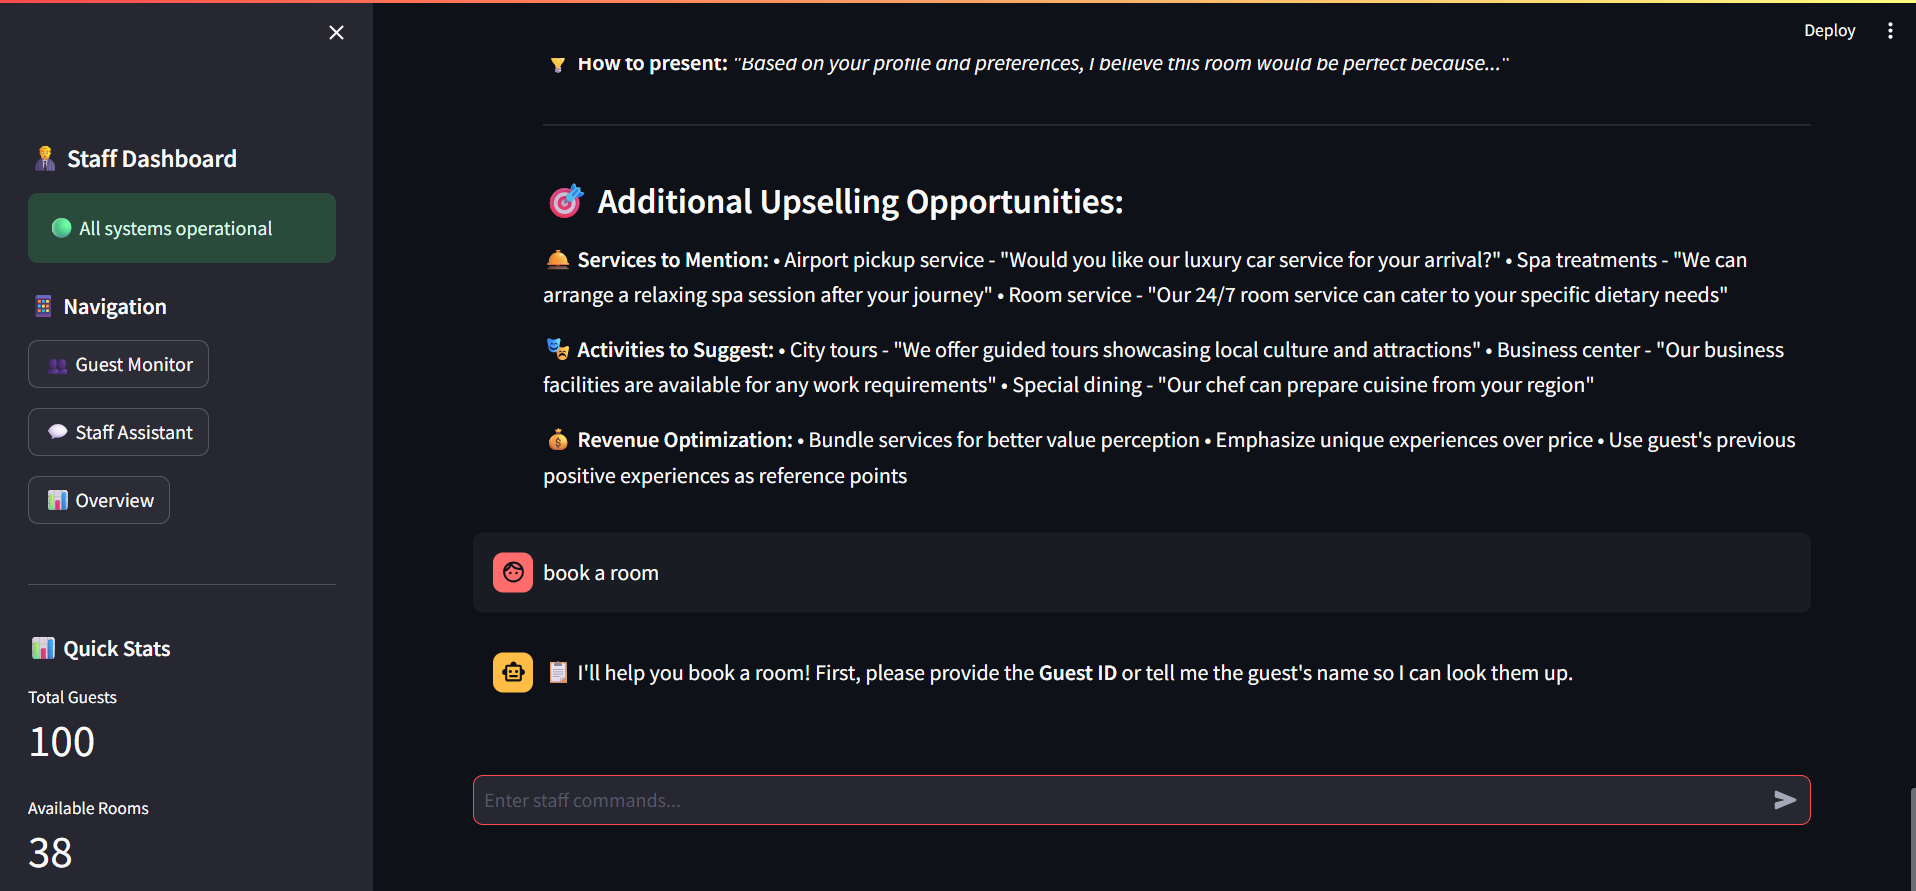 Deploy
Staff Dashboard
All systems operational
Navigation
Guest Monitor
Staff Assistant
Overview
Quick Stats
Total Guests
100
Available Rooms
38
How to present: "Based on your profile and preferences, I believe this room would be perfect because..."
Additional Upselling Opportunities:
Services to Mention: • Airport pickup service - "Would you like our luxury car service for your arrival?" • Spa treatments - "We can
arrange a relaxing spa session after your journey" • Room service - "Our 24/7 room service can cater to your specific dietary needs"
Activities to Suggest: • City tours - "We offer guided tours showcasing local culture and attractions" • Business center - "Our business
facilities are available for any work requirements" • Special dining - "Our chef can prepare cuisine from your region"
Revenue Optimization: • Bundle services for better value perception • Emphasize unique experiences over price • Use guest's previous
positive experiences as reference points
book a room
I'll help you book a room! First, please provide the Guest ID or tell me the guest's name so I can look them up.
Enter staff commands...